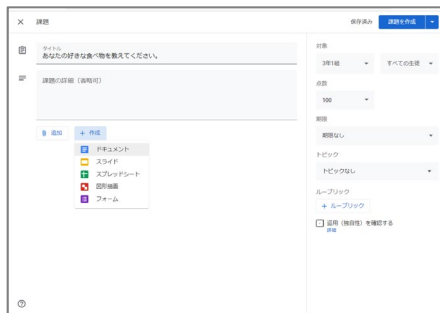 課題
保存済み
課題を作成
タイトル
あなたの好きな食べ物を教えてください。
課題の詳細（省略可）
追加
+ 作成
ドキュメント
スライド
スプレッドシート
図形描画
フォーム
対象
3年1組
すべての生徒
点数
100
期限
期限なし
トピック
トピックなし
ルーブリック
+ ルーブリック
盗用（独自性）を確認する
詳細